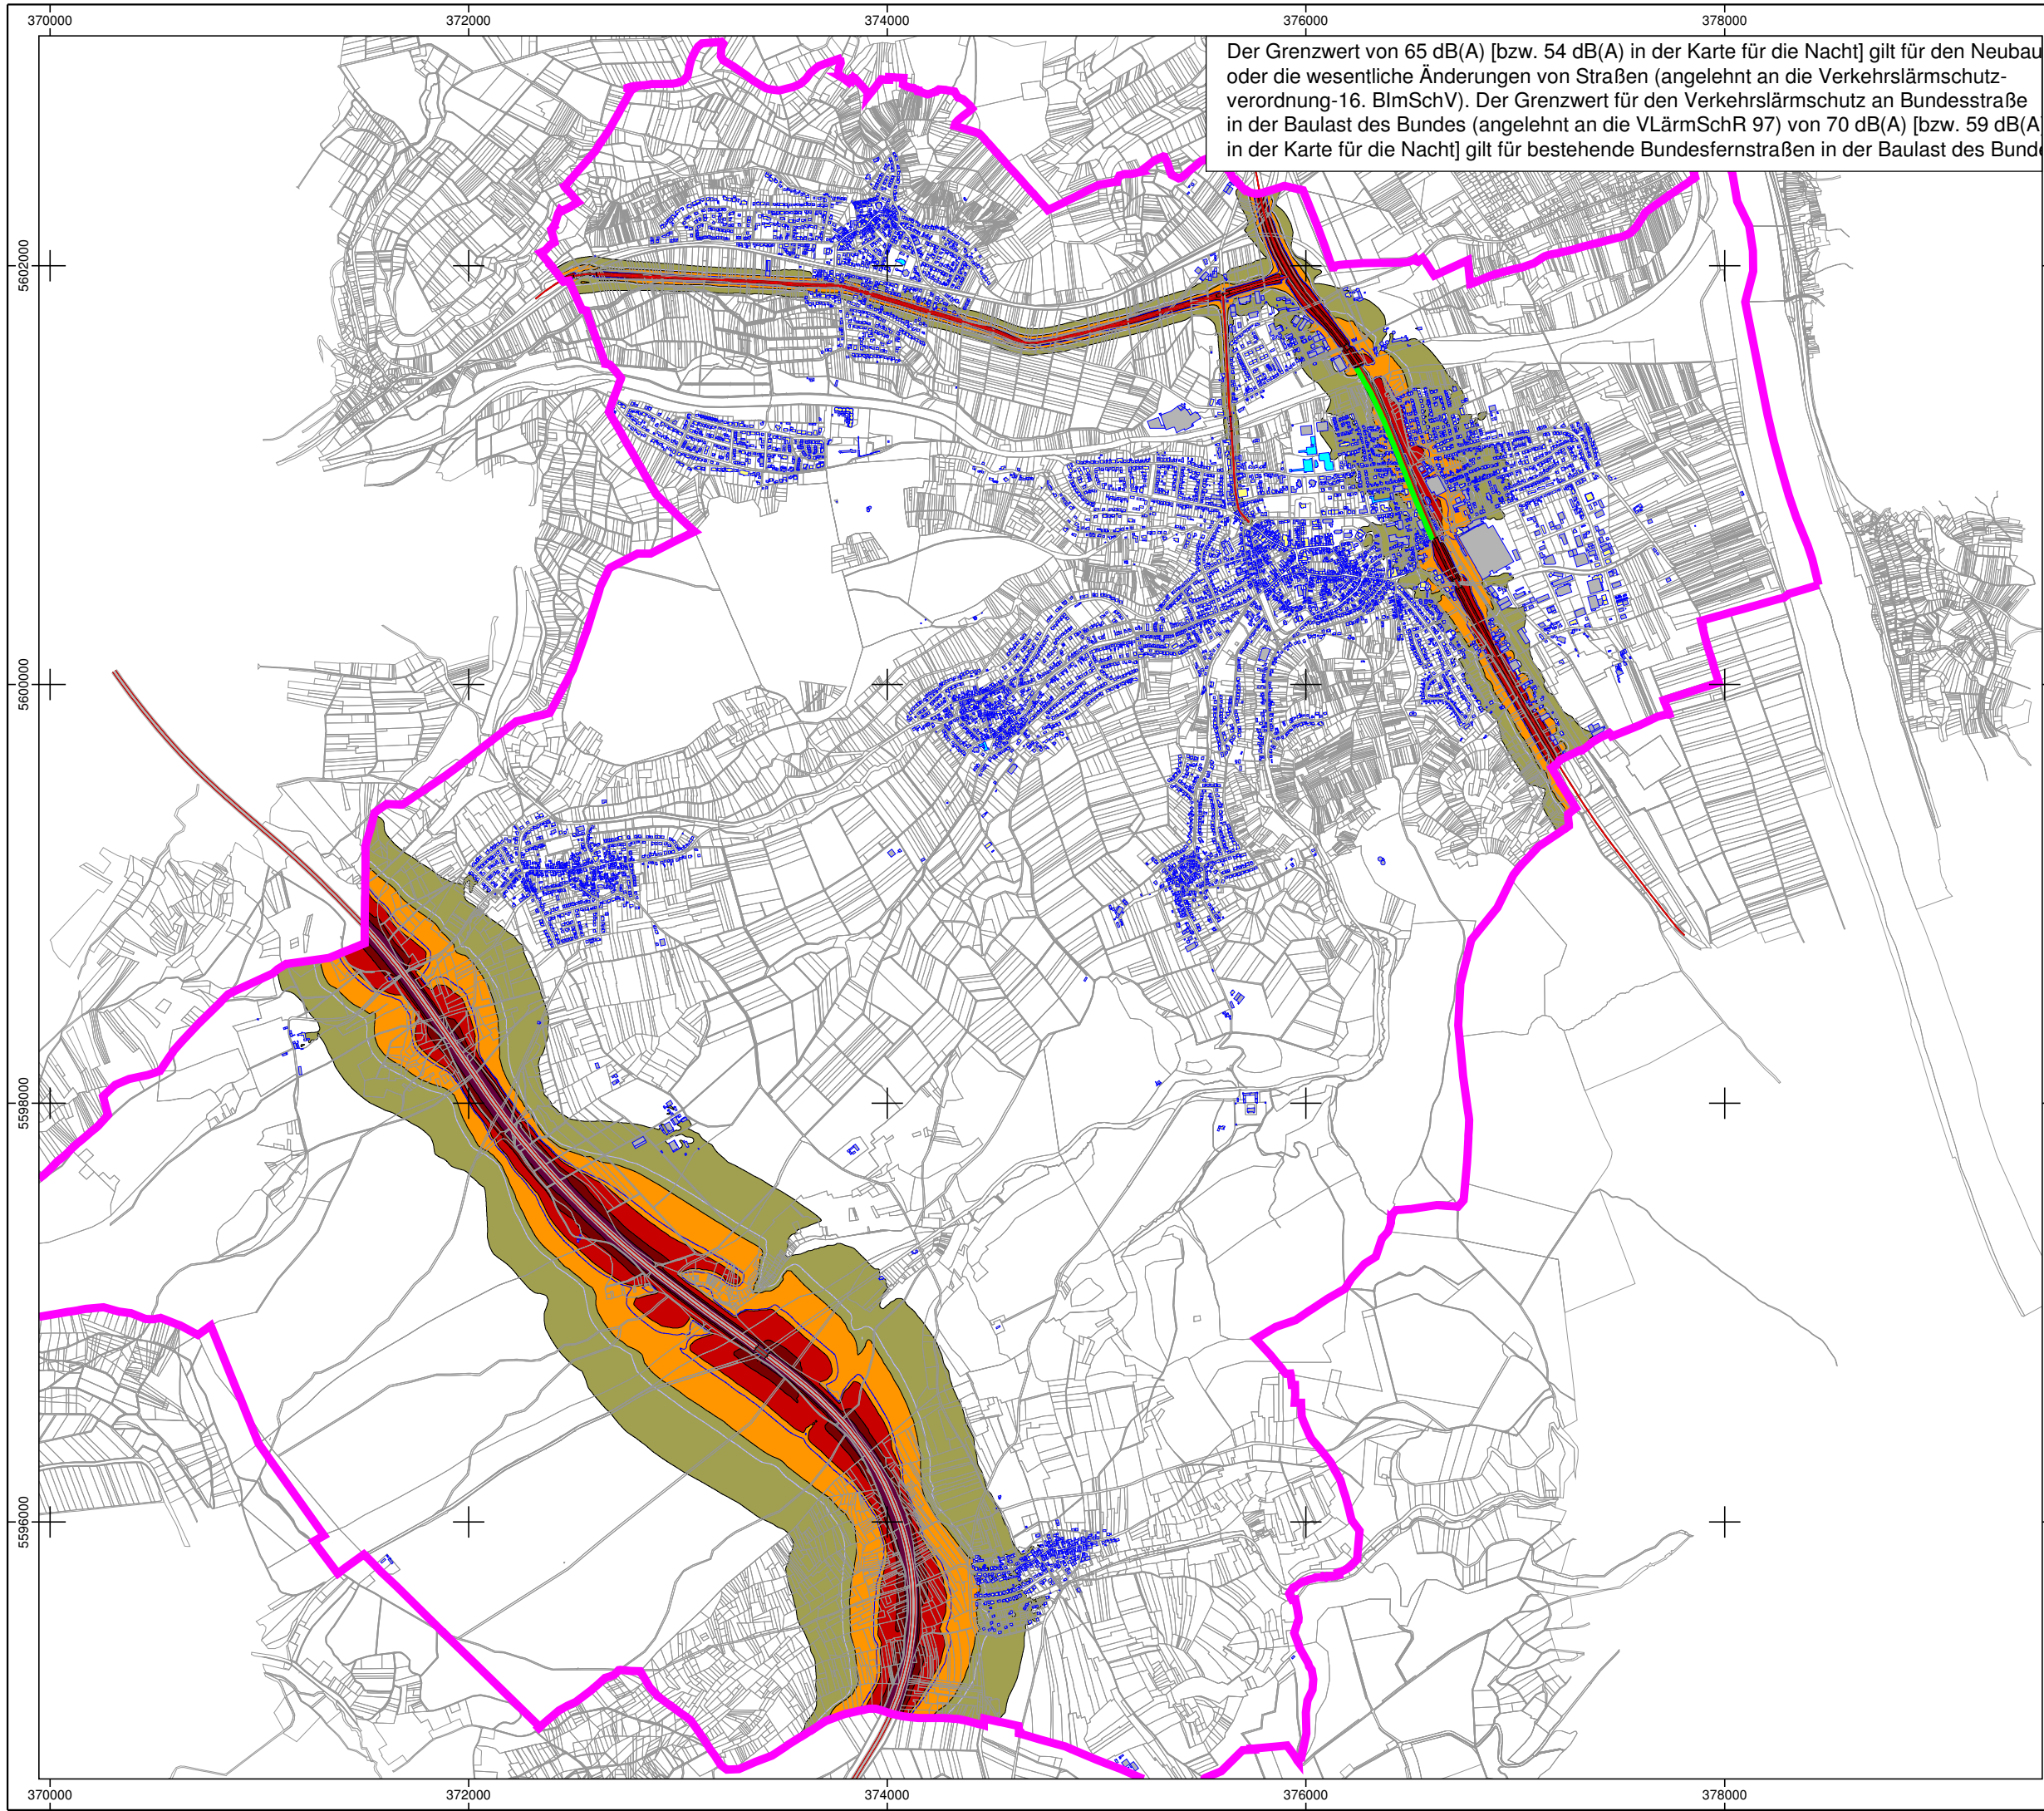 370000
372000
374000
376000
378000
Der Grenzwert von 65 dB(A) [bzw. 54 dB(A) in der Karte für die Nacht] gilt für den Neubau
oder die wesentliche Änderungen von Straßen (angelehnt an die Verkehrslärmschutz-
verordnung-16. BImSchV). Der Grenzwert für den Verkehrslärmschutz an Bundesstraße
in der Baulast des Bundes (angelehnt an die VLärmSchR 97) von 70 dB(A) [bzw. 59 dB(A)
in der Karte für die Nacht] gilt für bestehende Bundesfernstraßen in der Baulast des Bunde
5602000
5600000
5598000
5596000
370000
372000
374000
376000
378000